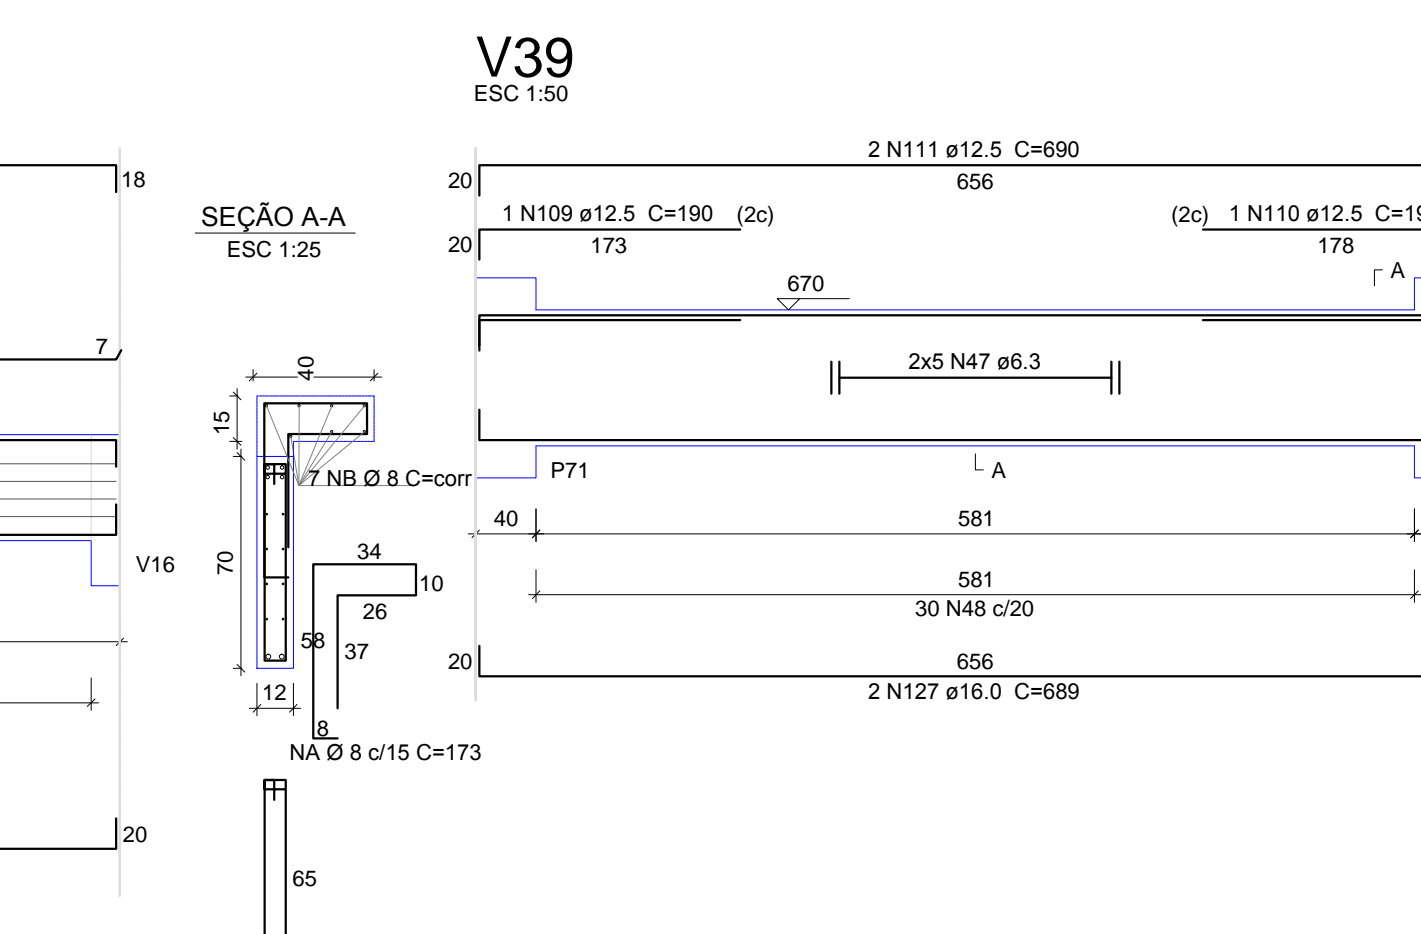 V39
ESC 1:50
2 N111 ø12.5 C=690
18
20
656
SEÇÃO A-A
ESC 1:25
1 N109 ø12.5 C=190 (2c)
(2c) 1 N110 ø12.5 C=19
20
173
178
A
670
7
40
2x5 N47 ø6.3
15
7 NB Ø 8 C=corr
P71
A
40
581
70
V16
34
10
26
581
30 N48 c/20
58
37
20
656
12
2 N127 ø16.0 C=689
8
NA Ø 8 c/15 C=173
20
65